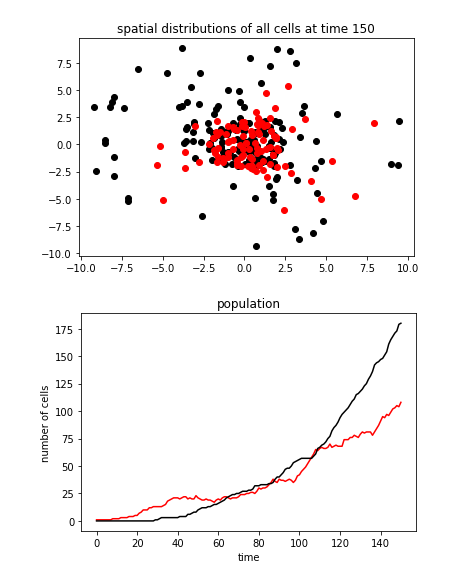 spatial distributions of all cells at time 150
7.5
5.0
2.5
0.0
−2.5
−5.0
−7.5
−10.0
−10.0 −7.5 −5.0 −2.5 0.0 2.5 5.0 7.5 10.0
population
175
150
125
100
75
50
25
0
number of cells
0 20 40 60 80 100 120 140
time